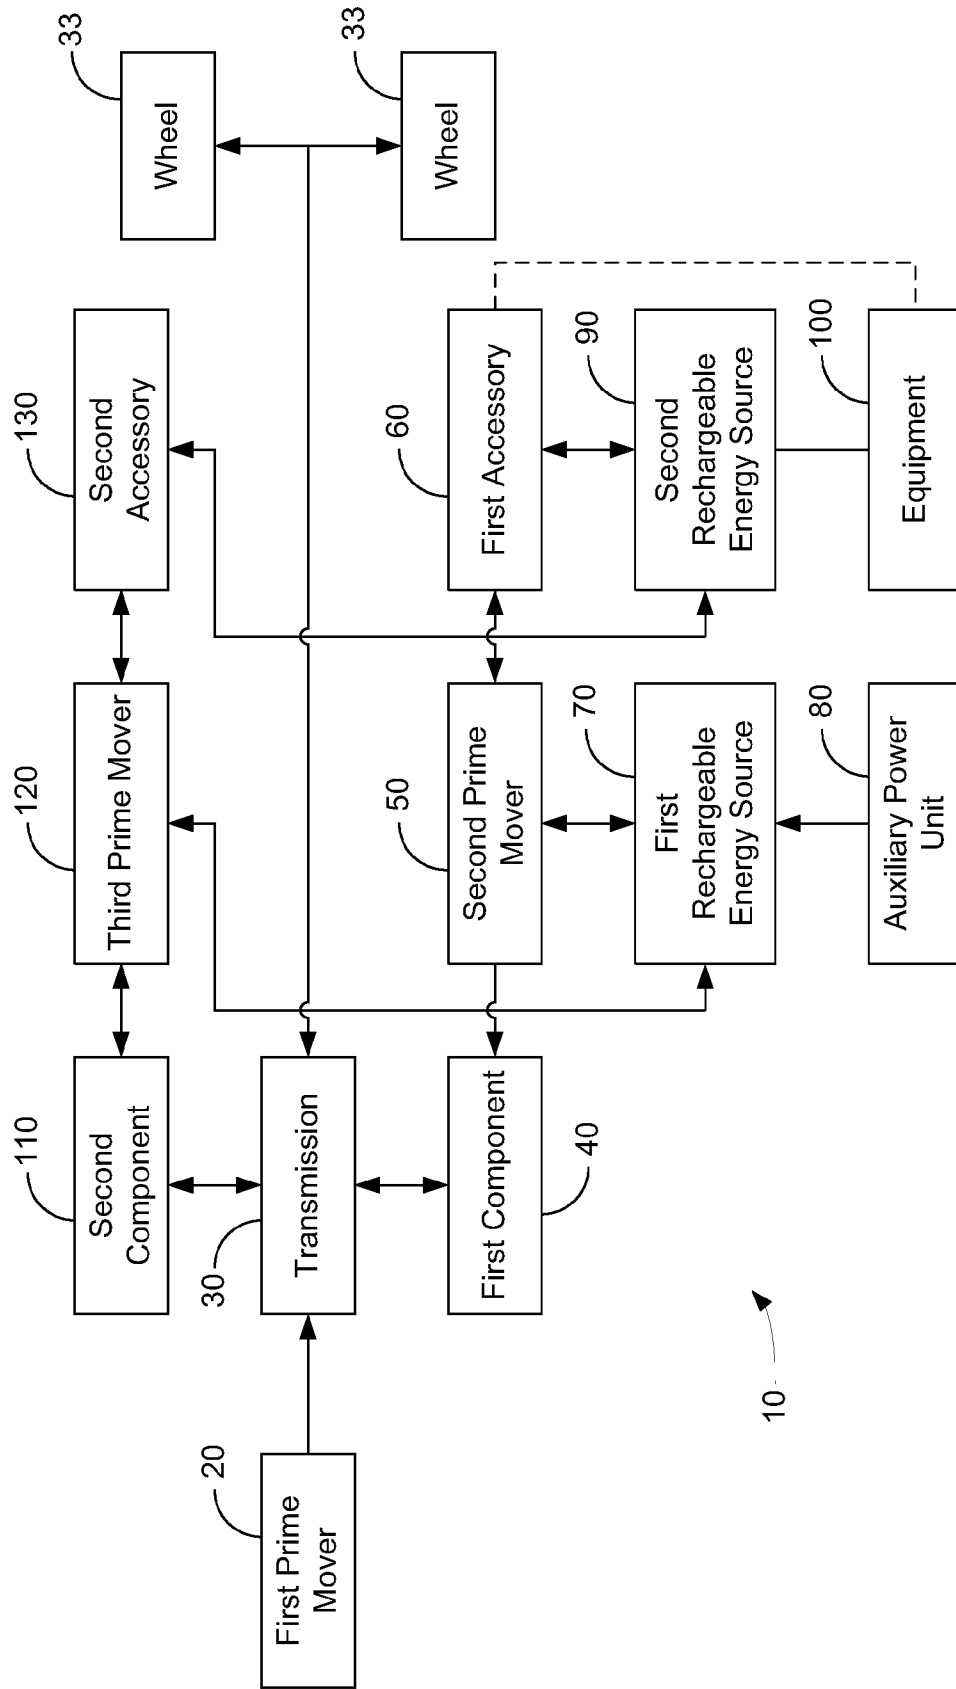 110
Second
Component
120
Third Prime Mover
130
Second
Accessory
33
Wheel
20
First Prime
Mover
30
Transmission
33
Wheel
First Component
40
50
Second Prime
Mover
60
First Accessory
70
First
Rechargeable
Energy Source
90
Second
Rechargeable
Energy Source
10
80
Auxiliary Power
Unit
100
Equipment